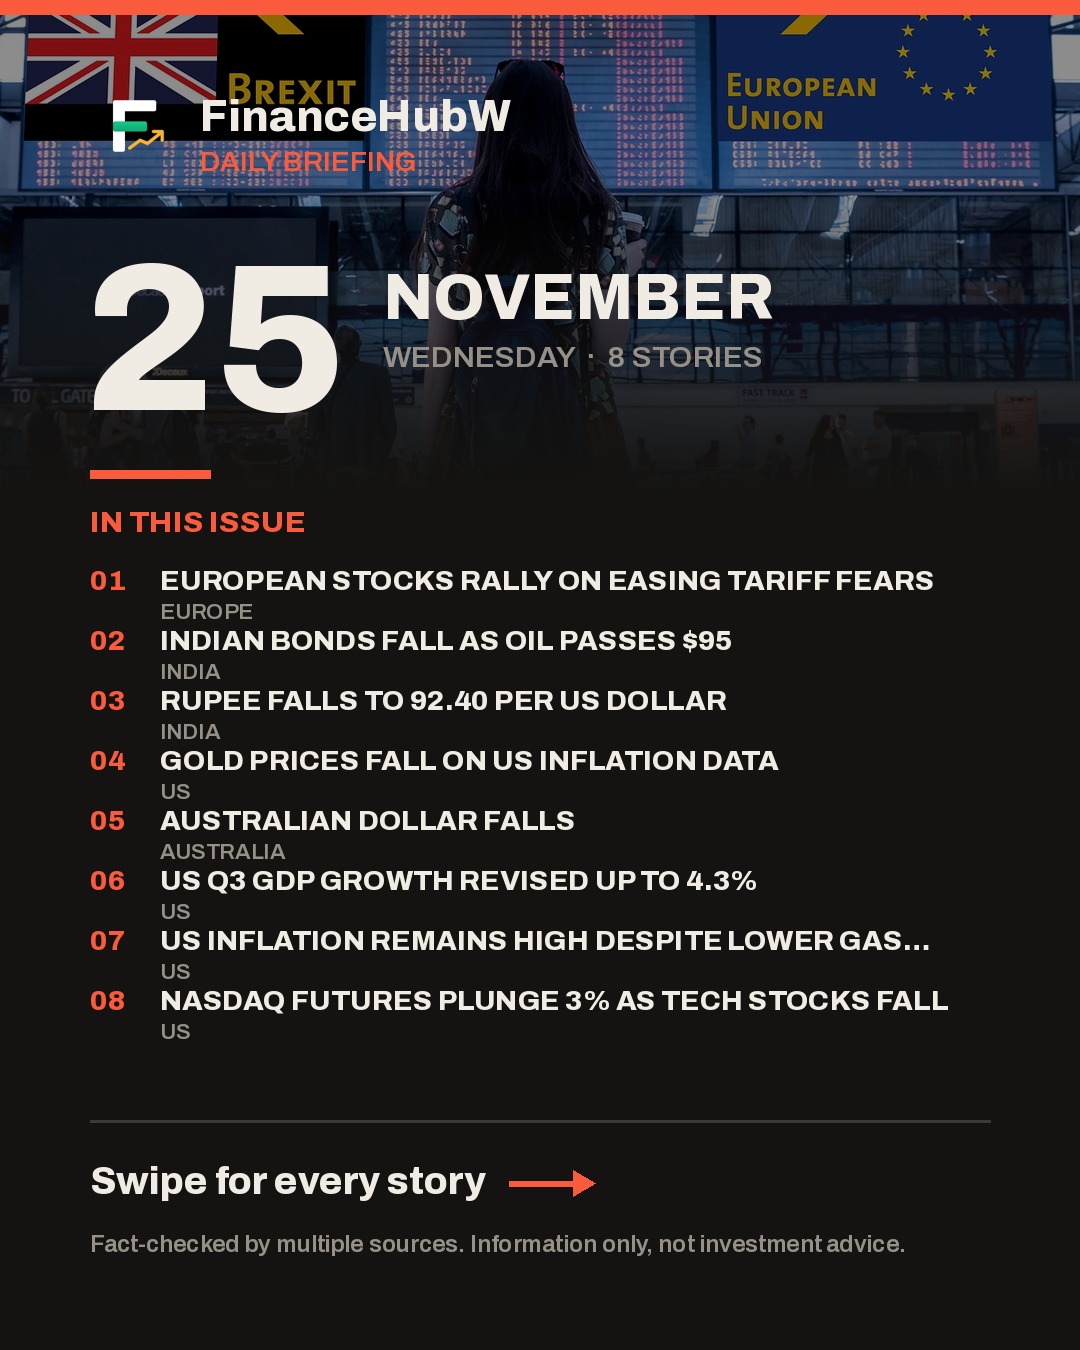 BREXIT
EUROPEAN
UNION
FinanceHubW
DAILY BRIEFING
25
NOVEMBER
WEDNESDAY · 8 STORIES
FAST TRACK
IN THIS ISSUE
01 EUROPEAN STOCKS RALLY ON EASING TARIFF FEARS
EUROPE
02 INDIAN BONDS FALL AS OIL PASSES $95
INDIA
03 RUPEE FALLS TO 92.40 PER US DOLLAR
INDIA
04 GOLD PRICES FALL ON US INFLATION DATA
US
05 AUSTRALIAN DOLLAR FALLS
AUSTRALIA
06 US Q3 GDP GROWTH REVISED UP TO 4.3%
US
07 US INFLATION REMAINS HIGH DESPITE LOWER GAS...
US
08 NASDAQ FUTURES PLUNGE 3% AS TECH STOCKS FALL
US
Swipe for every story
Fact-checked by multiple sources. Information only, not investment advice.